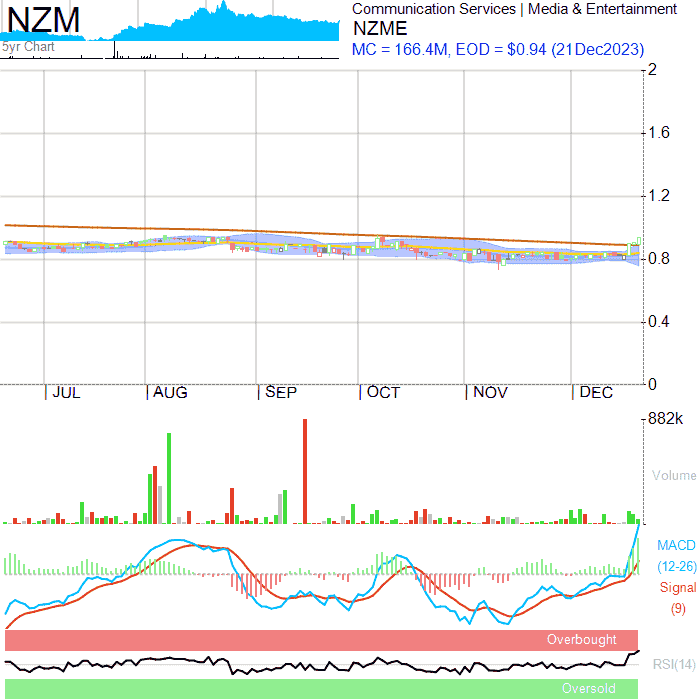 NZM
5yr Chart
Communication Services | Media & Entertainment
NZME
MC = 166.4M, EOD = $0.94 (21Dec2023)
2
1.6
1.2
0.8
0.4
0
JUL AUG SEP OCT NOV DEC
882k
Volume
MACD
(12-26)
Signal
(9)
Overbought
RSI(14)
Oversold